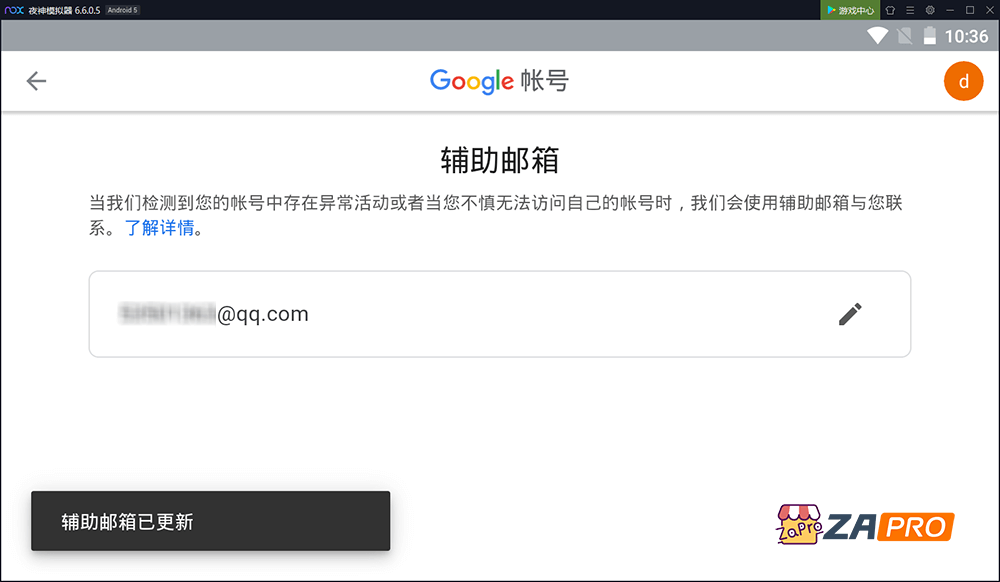 nox 夜神模拟器 6.6.0.5 Android 5
游戏中心
10:36
Google 帐号
d
辅助邮箱
当我们检测到您的帐号中存在异常活动或者当您不慎无法访问自己的帐号时，我们会使用辅助邮箱与您联
系。了解详情。
@qq.com
辅助邮箱已更新
ZaPro ZAPRO